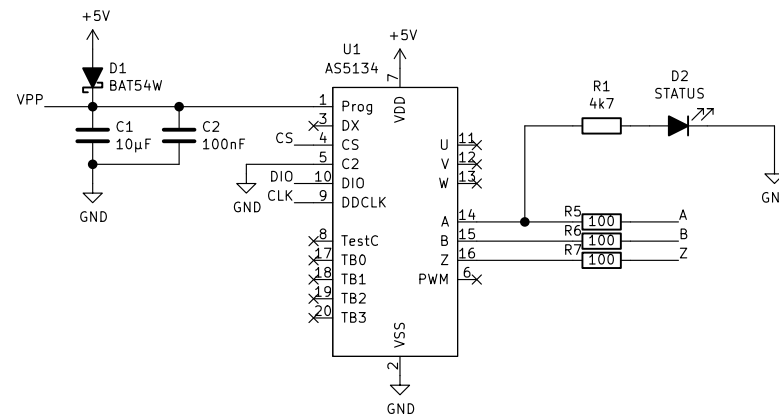 +5V
D1
BAT54W
VPP
C1
10µF
C2
100nF
GND
U1
AS5134
+5V
7
VDD
1 Prog
3 DX
CS 4 CS
5 C2
GND
DIO 10 DIO
CLK 9 DDCLK
8 TestC
17 TB0
18 TB1
19 TB2
20 TB3
U 11
V 12
W 13
A 14
B 15
Z 16
PWM 6
VSS
2
GND
R1
4k7
D2
STATUS
GND
R5 100 A
R6 100 B
R7 100 Z